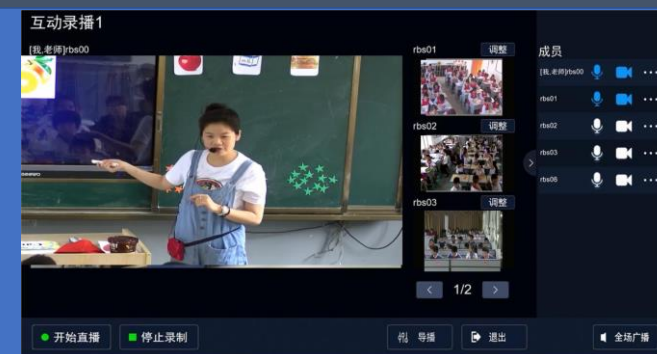 互动录播1
[我,老师]rbs00
rbs01 调整
rbs02 调整
rbs03 调整
1/2
成员
[我,老师]rbs00
rbs01
rbs02
rbs03
rbs06
开始直播
停止录制
导播
退出
全场广播